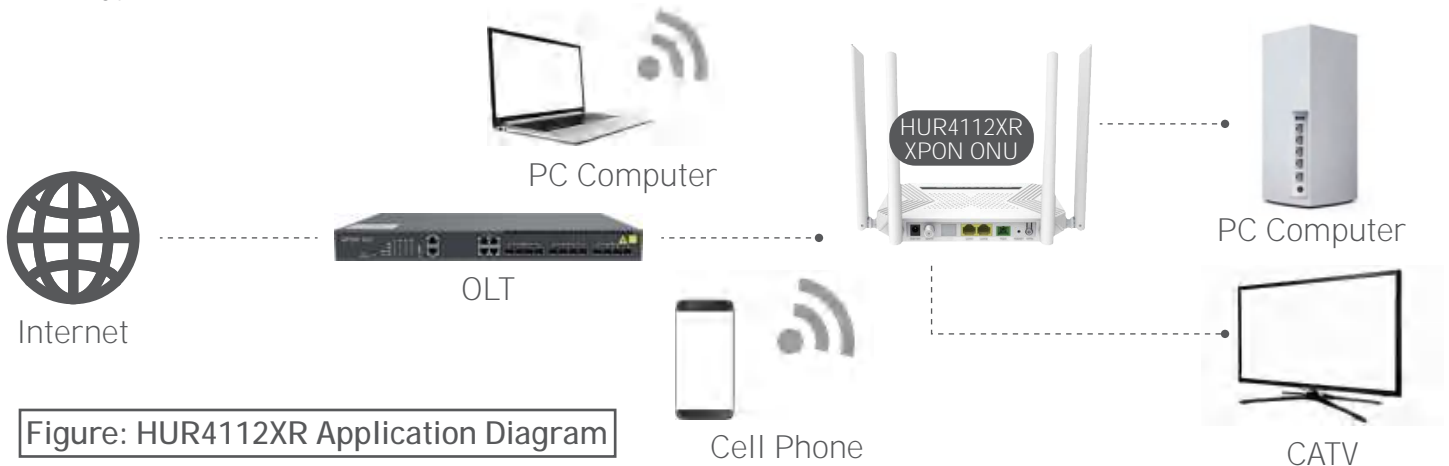 PC Computer
HUR4112XR
XPON ONU
PC Computer
OLT
Internet
Cell Phone
CATV
Figure: HUR4112XR Application Diagram